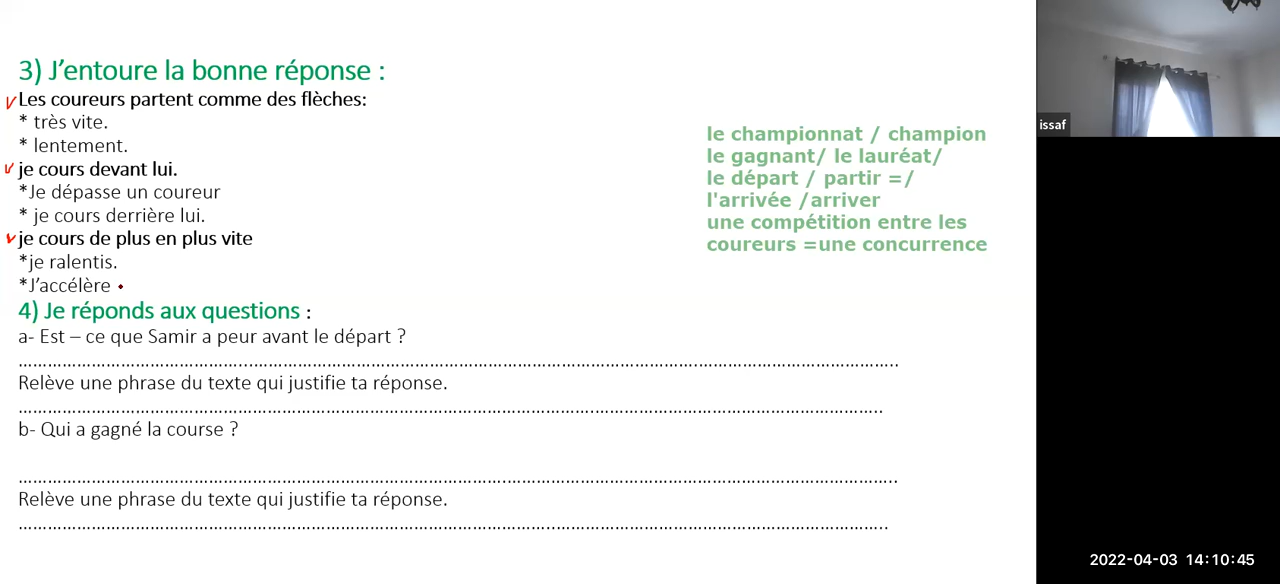 3) J’entoure la bonne réponse :
Les coureurs partent comme des flèches:
* très vite.
* lentement.
je cours devant lui.
*Je dépasse un coureur
* je cours derrière lui.
je cours de plus en plus vite
*je ralentis.
*J’accélère
4) Je réponds aux questions :
a- Est – ce que Samir a peur avant le départ ?
Relève une phrase du texte qui justifie ta réponse.
b- Qui a gagné la course ?
Relève une phrase du texte qui justifie ta réponse.
le championnat / champion
le gagnant/ le lauréat/
le départ / partir =/
l'arrivée /arriver
une compétition entre les
coureurs =une concurrence
issaf
2022-04-03 14:10:45